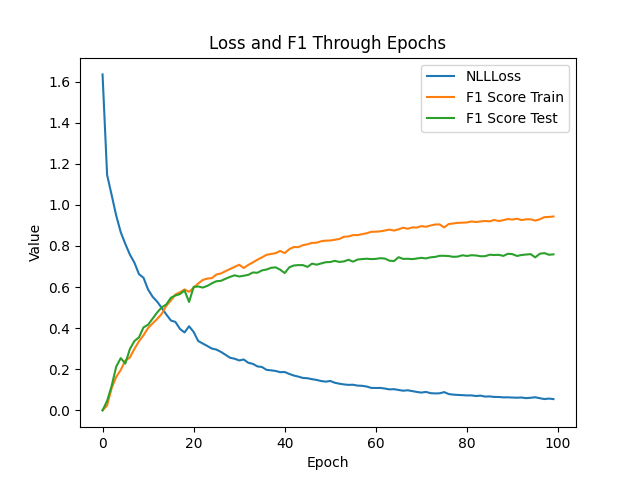 Loss and F1 Through Epochs
NLLLoss
F1 Score Train
F1 Score Test
Value
1.6
1.4
1.2
1.0
0.8
0.6
0.4
0.2
0.0
0 20 40 60 80 100
Epoch